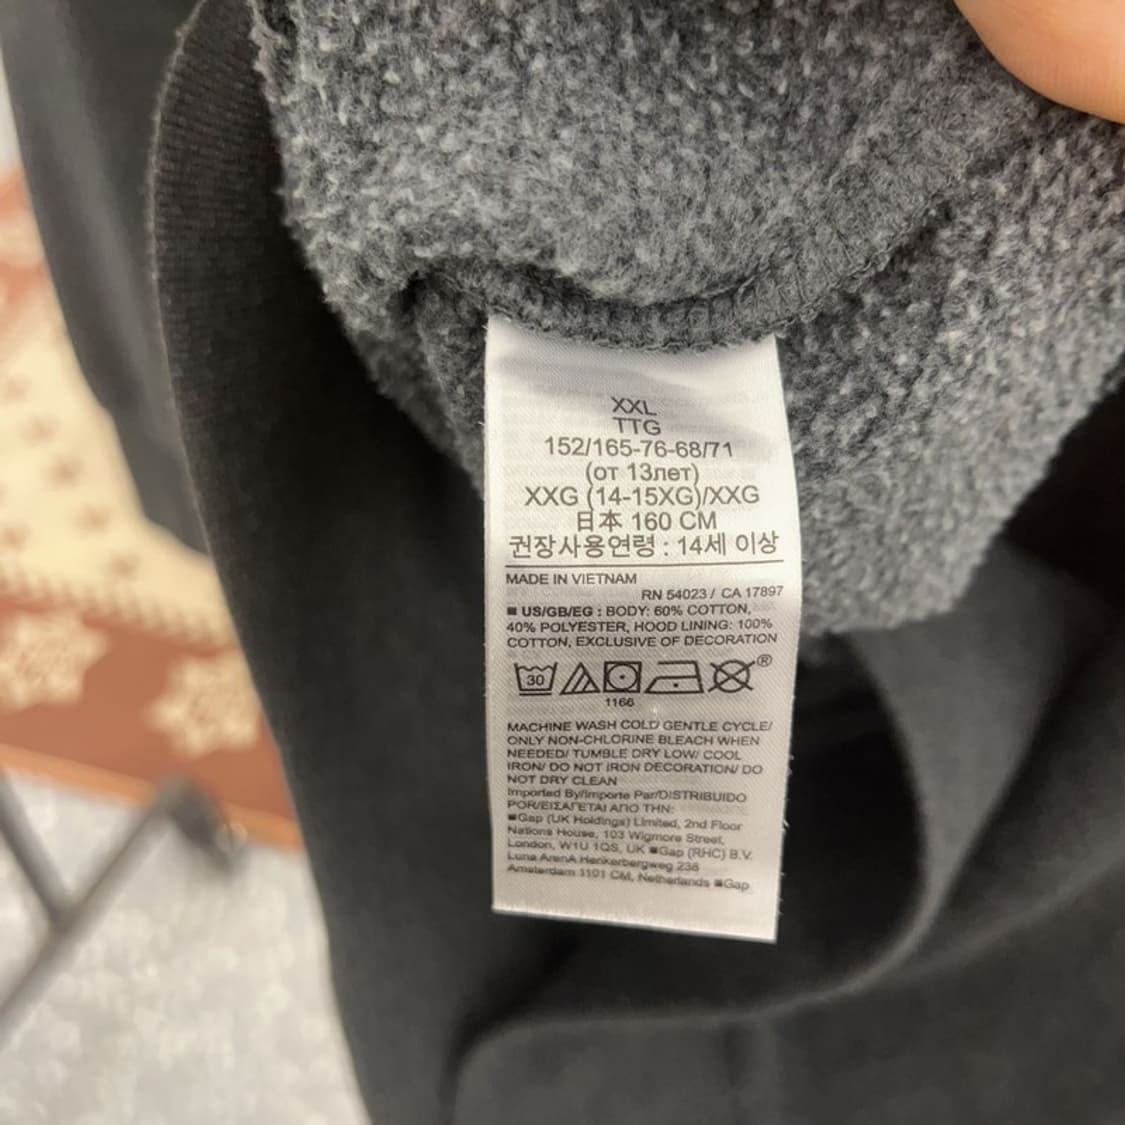 XXL
TTG
152/165-76-68/71
(от 13лет)
XXG (14-15XG)/XXG
日本 160 CM
권장사용연령 : 14세 이상
MADE IN VIETNAM
RN 54023 / CA 17897
■ US/GB/EG : BODY: 60% COTTON,
40% POLYESTER, HOOD LINING: 100%
COTTON, EXCLUSIVE OF DECORATION
30
®
1166
MACHINE WASH COLD GENTLE CYCLE/
ONLY NON-CHLORINE BLEACH WHEN
NEEDED/ TUMBLE DRY LOW/ COOL
IRON/ DO NOT IRON DECORATION/ DO
NOT DRY CLEAN
Imported By/Importe Par/DISTRIBUIDO
POR/ΕΙΣΑΓΕΤΑΙ ΑΠΟ ΤΗΝ:
■Gap (UK Holdings) Limited, 2nd Floor
Nations House, 103 Wigmore Street,
London, W1U 1QS, UK ■Gap (RHC) B.V.
Luna ArenA Herikerbergweg 238
Amsterdam 1101 CM, Netherlands ■Gap